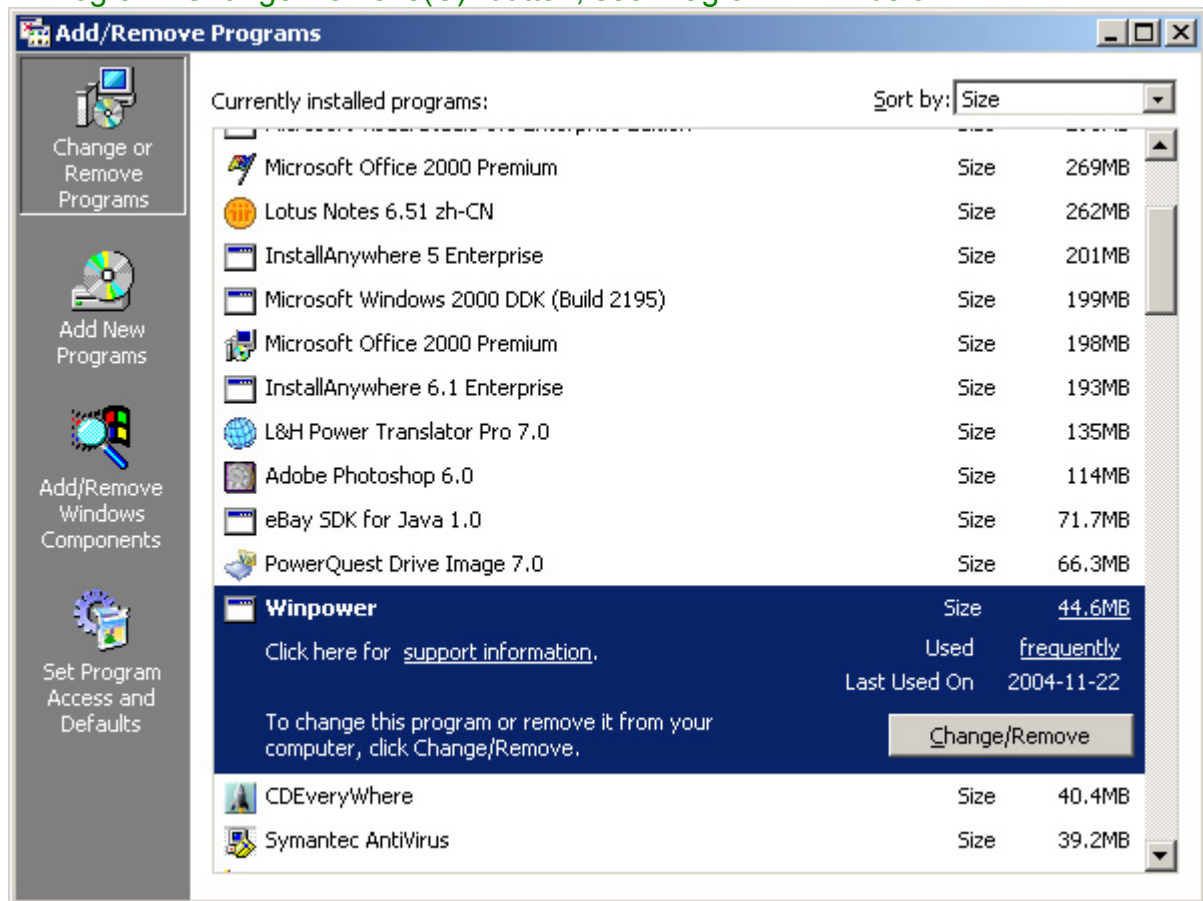 Add/Remove Programs
Change or
Remove
Programs
Add New
Programs
Add/Remove
Windows
Components
Set Program
Access and
Defaults
Currently installed programs:
Sort by: Size
Microsoft Office 2000 Premium Size 269MB
Lotus Notes 6.51 zh-CN Size 262MB
InstallAnywhere 5 Enterprise Size 201MB
Microsoft Windows 2000 DDK (Build 2195) Size 199MB
Microsoft Office 2000 Premium Size 198MB
InstallAnywhere 6.1 Enterprise Size 193MB
L&H Power Translator Pro 7.0 Size 135MB
Adobe Photoshop 6.0 Size 114MB
eBay SDK for Java 1.0 Size 71.7MB
PowerQuest Drive Image 7.0 Size 66.3MB
Winpower Size 44.6MB
Click here for support information. Used frequently
Last Used On 2004-11-22
To change this program or remove it from your
computer, click Change/Remove.
Change/Remove
CDEveryWhere Size 40.4MB
Symantec AntiVirus Size 39.2MB